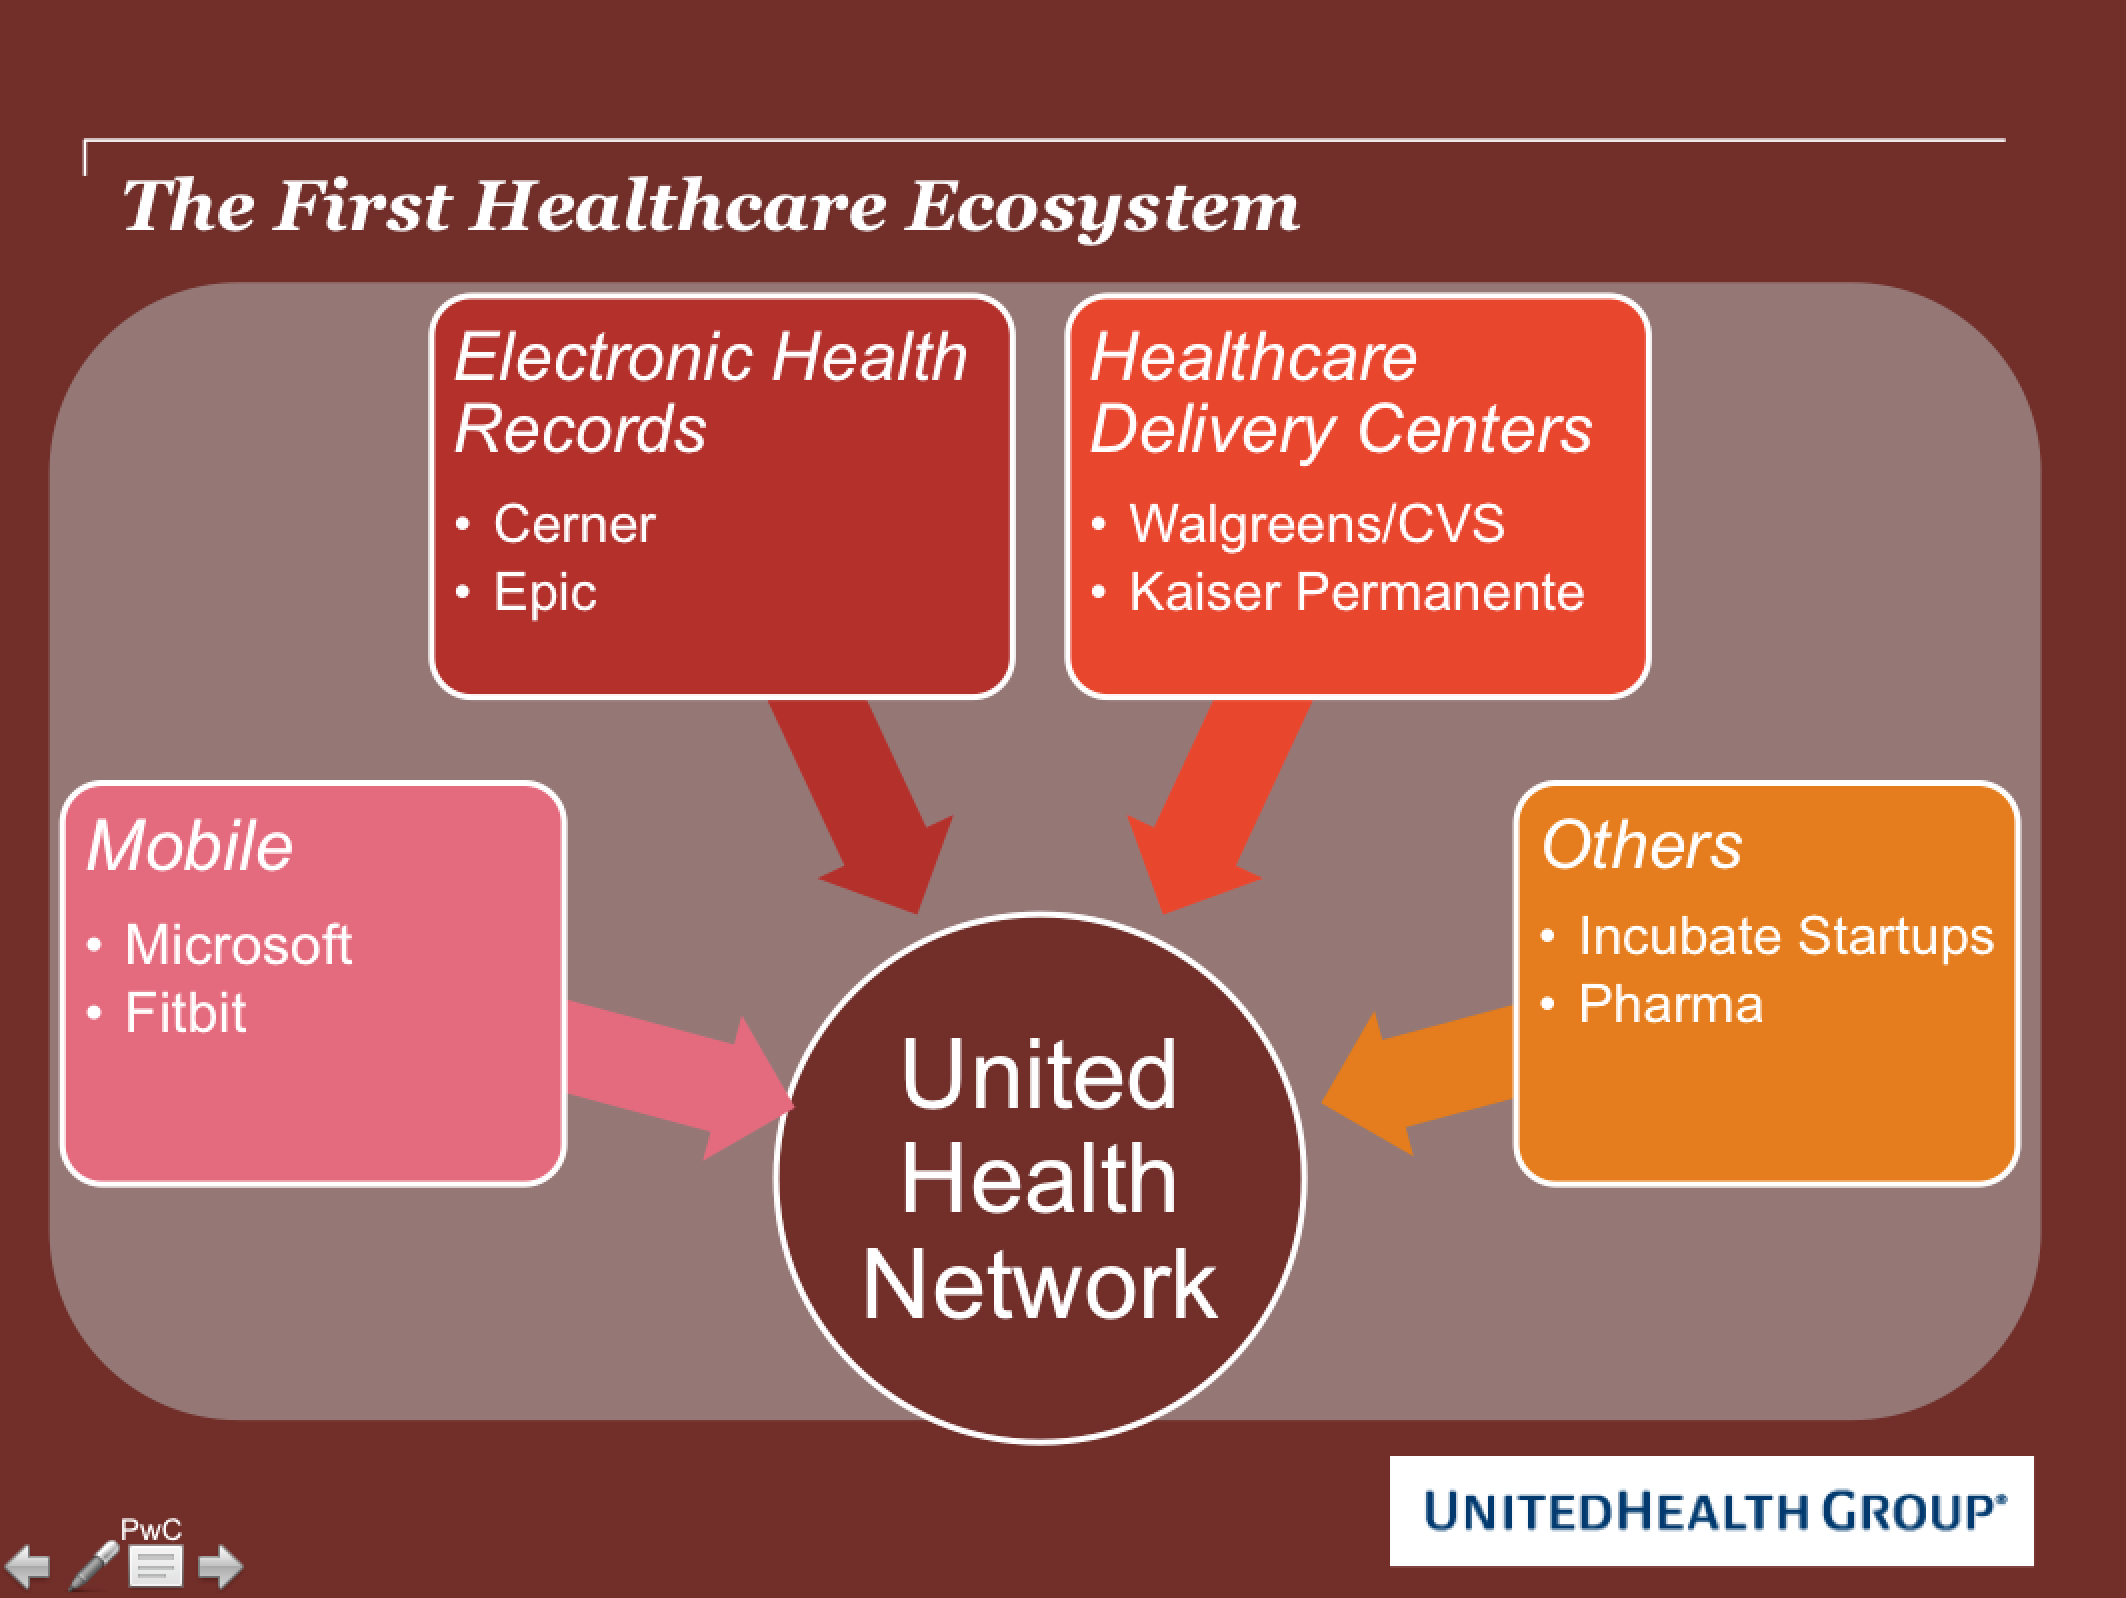 The First Healthcare Ecosystem
Electronic Health
Records
• Cerner
• Epic
Healthcare
Delivery Centers
• Walgreens/CVS
• Kaiser Permanente
Mobile
• Microsoft
• Fitbit
Others
• Incubate Startups
• Pharma
United
Health
Network
UNITEDHEALTH GROUP®
PwC